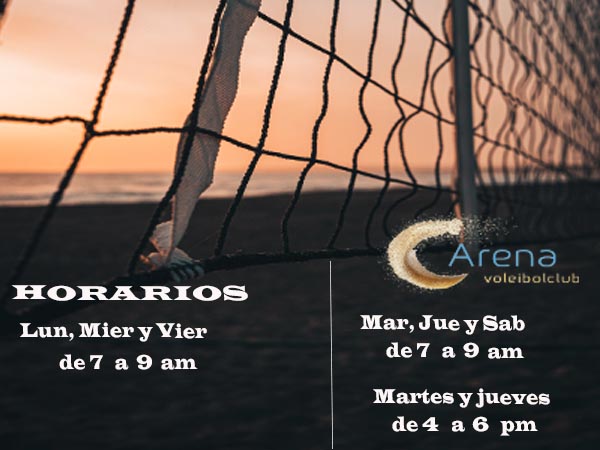 HORARIOS
Lun, Mier y Vier
de 7 a 9 am
Arena
voleibolclub
Mar, Jue y Sab
de 7 a 9 am
Martes y jueves
de 4 a 6 pm